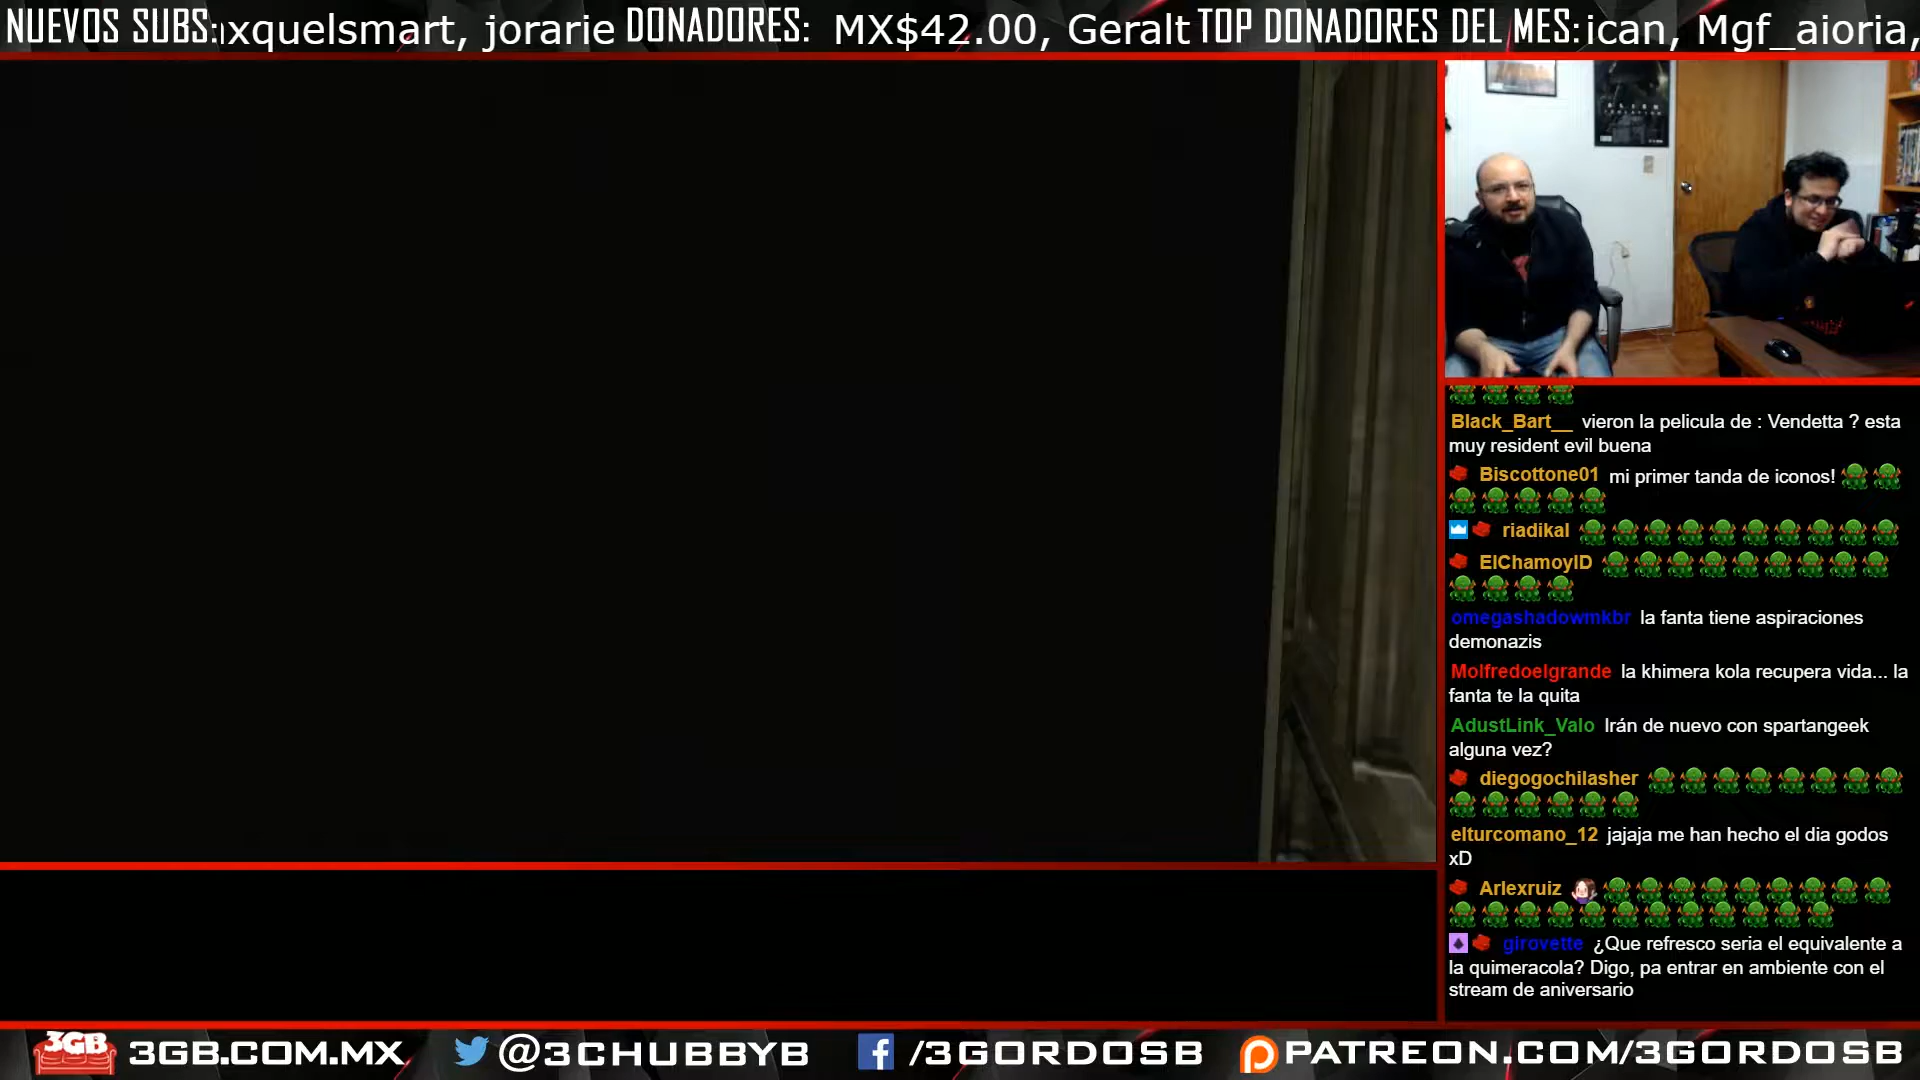 NUEVOS SUBS: xquelsmart, jorarie DONADORES: MX$42.00, Geralt TOP DONADORES DEL MES: ican, Mgf_aioria,
ALIEN
Black_Bart__ vieron la pelicula de : Vendetta ? esta
muy resident evil buena
Biscottone01 mi primer tanda de iconos!
riadikal
ElChamoyID
omegashadowmkbr la fanta tiene aspiraciones
demonazis
Molfredoelgrande la khimera kola recupera vida... la
fanta te la quita
AdustLink_Valo Irán de nuevo con spartangeek
alguna vez?
diegogochilasher
elturcomano_12 jajaja me han hecho el dia godos
xD
Arlexruiz
girovette ¿Que refresco seria el equivalente a
la quimeracola? Digo, pa entrar en ambiente con el
stream de aniversario
3GB 3GB.COM.MX @3CHUBBYB /3GORDOSB PATREON.COM/3GORDOSB